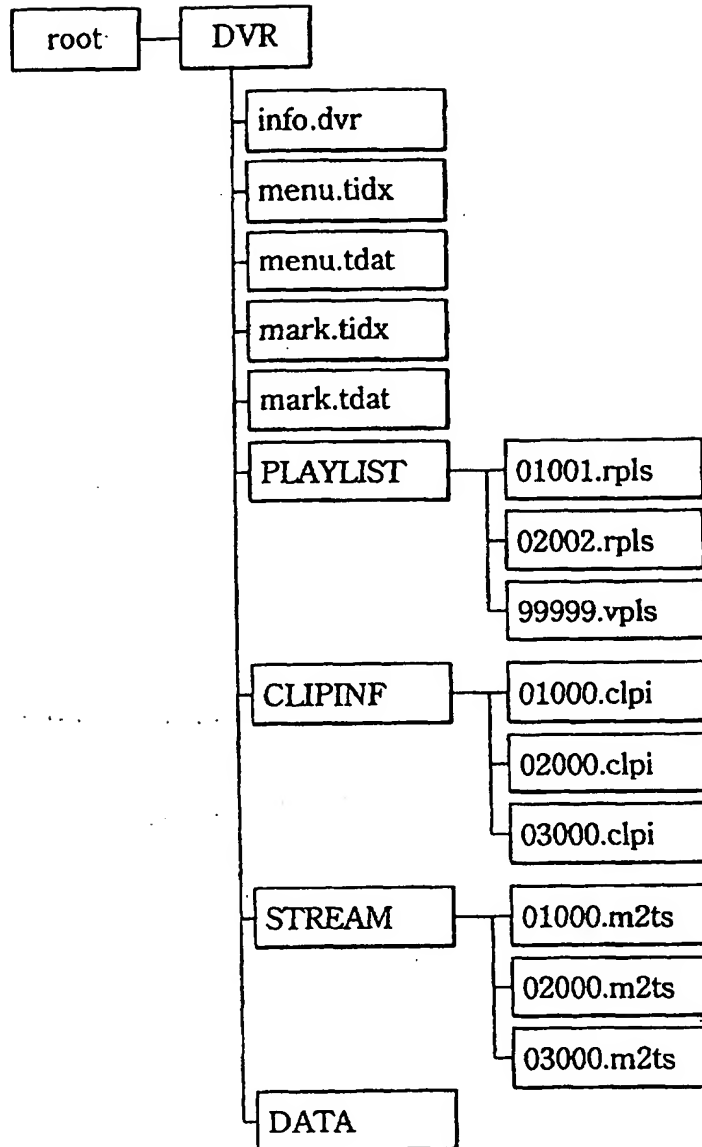 root DVR
info.dvr
menu.tidx
menu.tdat
mark.tidx
mark.tdat
PLAYLIST 01001.rpls
02002.rpls
99999.vpls
CLIPINF 01000.clpi
02000.clpi
03000.clpi
STREAM 01000.m2ts
02000.m2ts
03000.m2ts
DATA